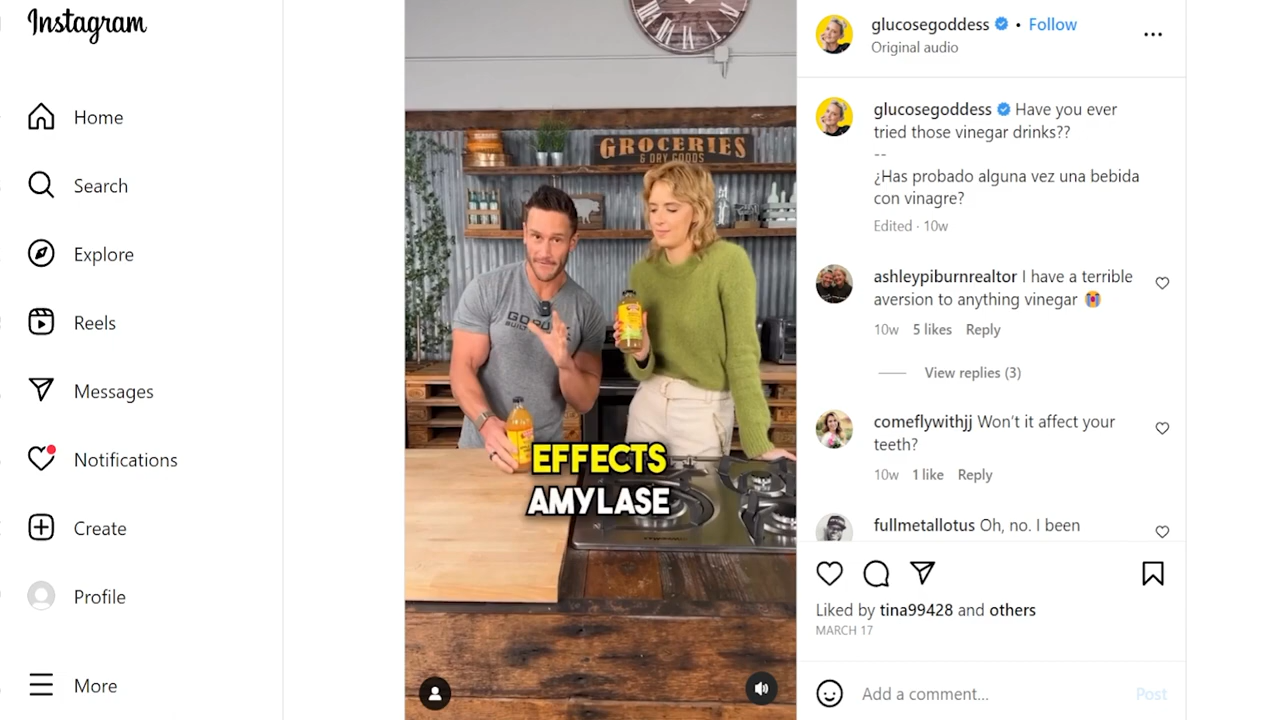 Instagram
Home
Search
Explore
Reels
Messages
Notifications
Create
Profile
More
GROCERIES
& DRY GOODS
EFFECTS
AMYLASE
glucosegoddess • Follow
Original audio
glucosegoddess Have you ever
tried those vinegar drinks??
--
¿Has probado alguna vez una bebida
con vinagre?
Edited · 10w
ashleypiburnrealtor I have a terrible
aversion to anything vinegar 😭
10w 5 likes Reply
View replies (3)
comeflywithjj Won't it affect your
teeth?
10w 1 like Reply
fullmetallotus Oh, no. I been
Liked by tina99428 and others
MARCH 17
Add a comment...
Post